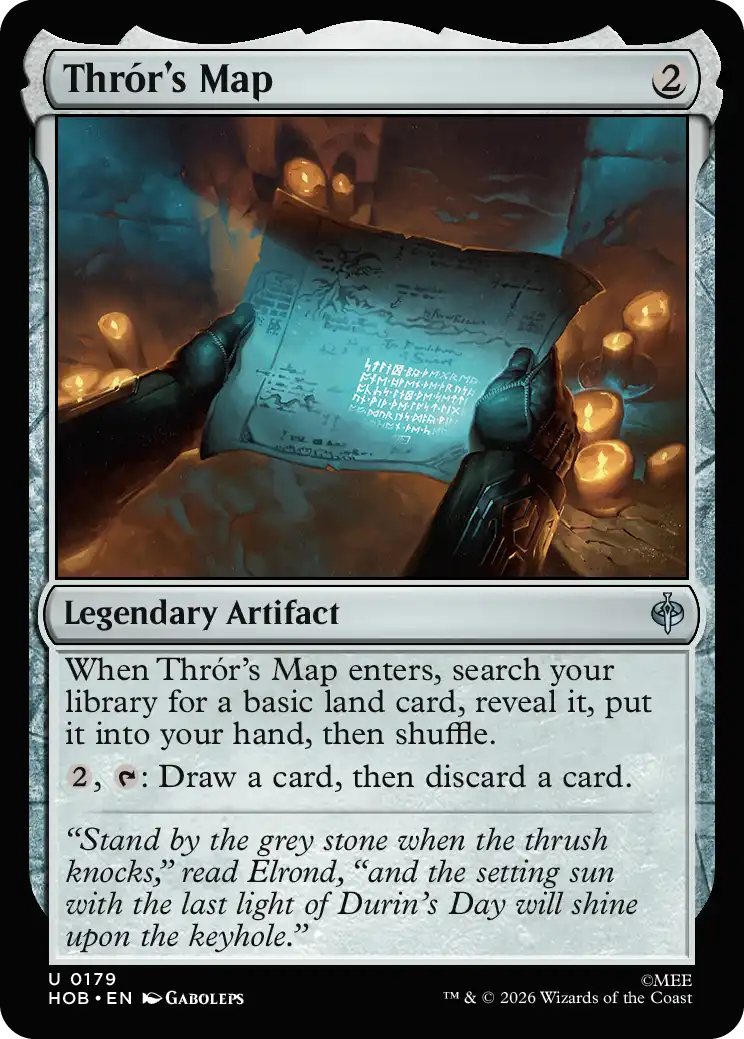 Thrór's Map 2
Legendary Artifact
When Thrór's Map enters, search your
library for a basic land card, reveal it, put
it into your hand, then shuffle.
2, : Draw a card, then discard a card.
“Stand by the grey stone when the thrush
knocks,” read Elrond, “and the setting sun
with the last light of Durin's Day will shine
upon the keyhole.”
U 0179
HOB • EN Gaboleps
©MEE
™ & © 2026 Wizards of the Coast